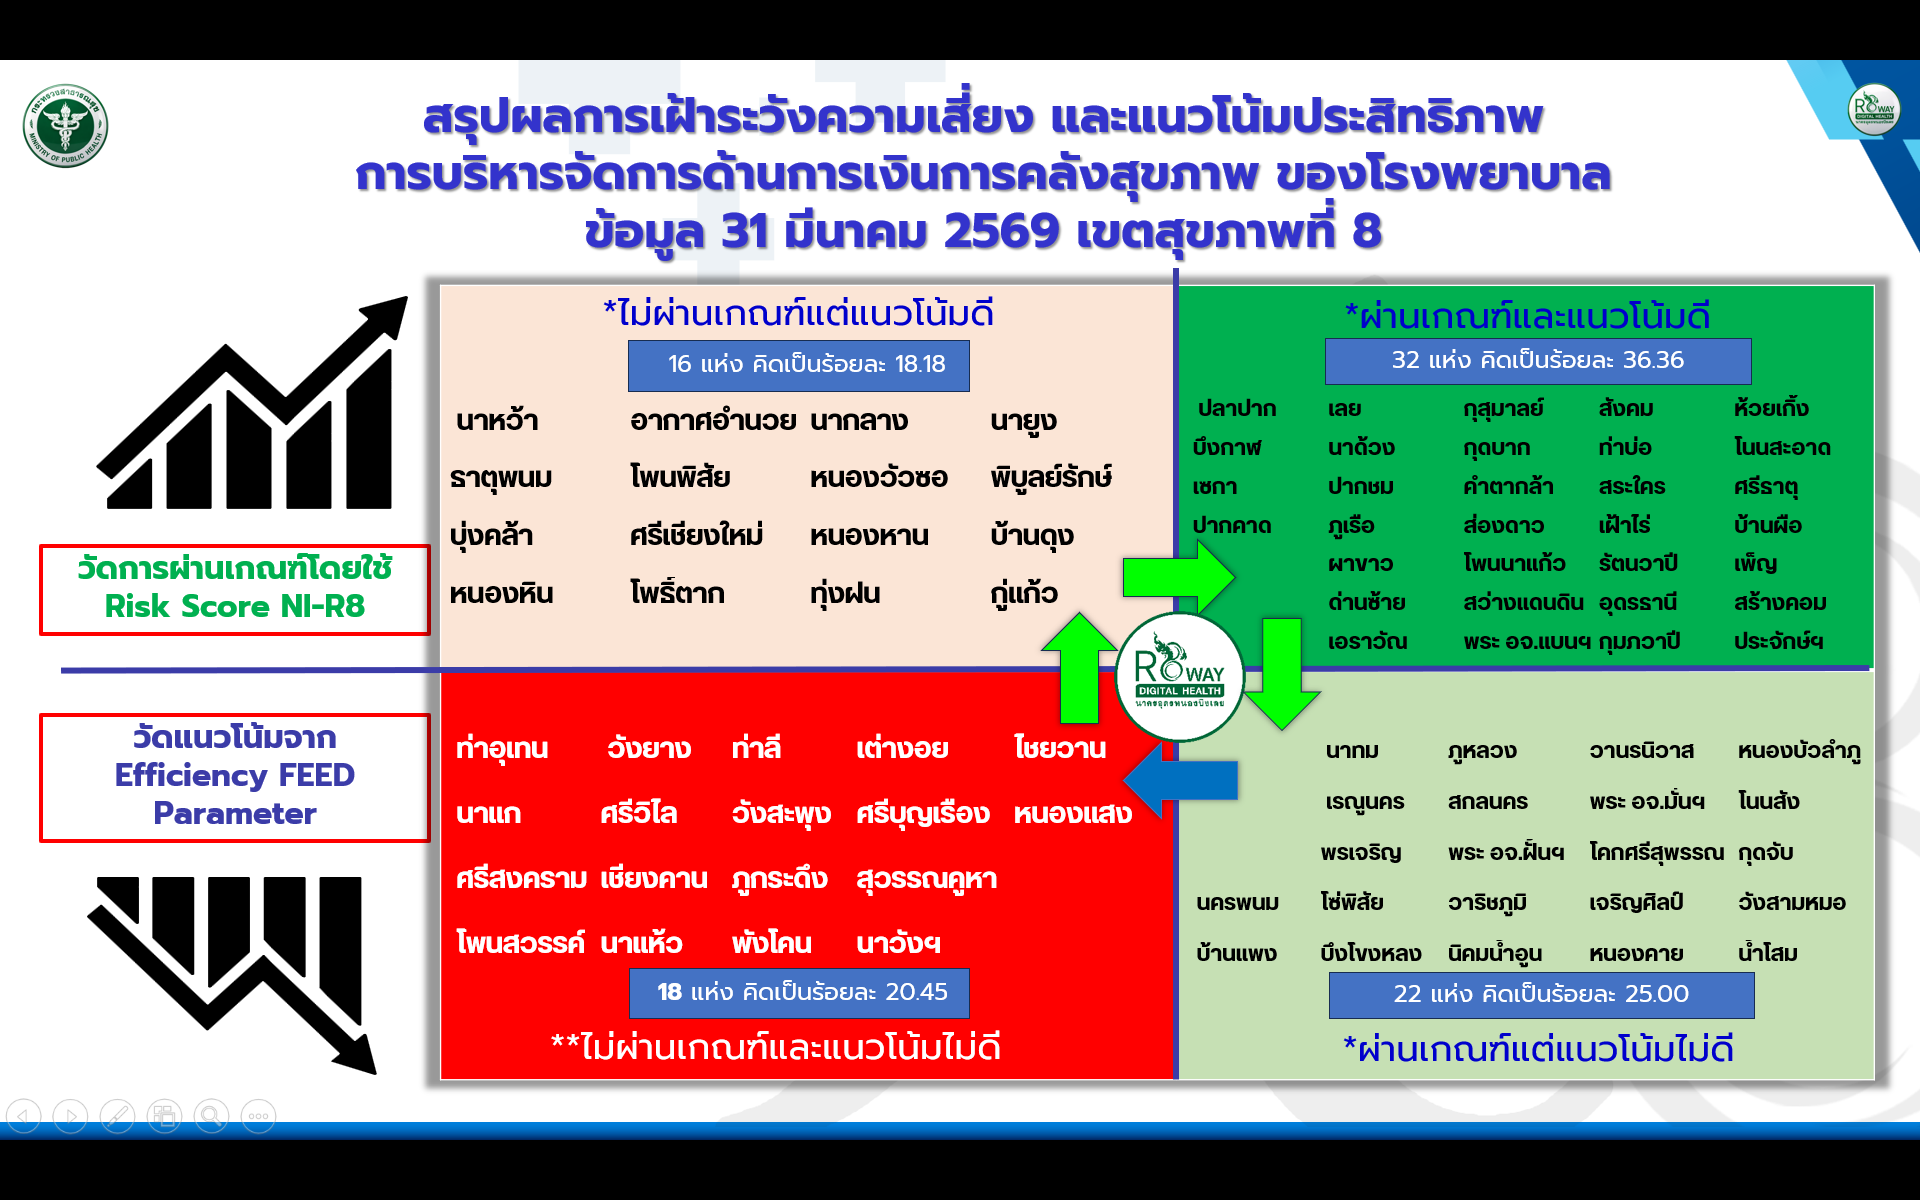 สรุปผลการเฝ้าระวังความเสี่ยง และแนวโน้มประสิทธิภาพ
การบริหารจัดการด้านการเงินการคลังสุขภาพ ของโรงพยาบาล
ข้อมูล 31 มีนาคม 2569 เขตสุขภาพที่ 8
กระทรวงสาธารณสุข
MINISTRY OF PUBLIC HEALTH
R8WAY
DIGITAL HEALTH
วัดการผ่านเกณฑ์โดยใช้
Risk Score NI-R8
วัดแนวโน้มจาก
Efficiency FEED
Parameter
*ไม่ผ่านเกณฑ์แต่แนวโน้มดี
16 แห่ง คิดเป็นร้อยละ 18.18
นาหว้า อากาศอำนวย นากลาง นายูง
ธาตุพนม โพนพิสัย หนองวัวซอ พิบูลย์รักษ์
บุ่งคล้า ศรีเชียงใหม่ หนองหาน บ้านดุง
หนองหิน โพธิ์ตาก ทุ่งฝน กู่แก้ว
*ผ่านเกณฑ์และแนวโน้มดี
32 แห่ง คิดเป็นร้อยละ 36.36
ปลาปาก เลย กุสุมาลย์ สังคม ห้วยเกิ้ง
บึงกาฬ นาด้วง กุดบาก ท่าบ่อ โนนสะอาด
เซกา ปากชม คำตากล้า สระใคร ศรีธาตุ
ปากคาด ภูเรือ ส่องดาว เฝ้าไร่ บ้านผือ
ผาขาว โพนนาแก้ว รัตนวาปี เพ็ญ
ด่านซ้าย สว่างแดนดิน อุดรธานี สร้างคอม
เอราวัณ พระ อจ.แบนฯ กุมภวาปี ประจักษ์ฯ
R8WAY
DIGITAL HEALTH
นาครอุดรหนองบึงเลย
ท่าอุเทน วังยาง ท่าลี่ เต่างอย ไชยวาน
นาแก ศรีวิไล วังสะพุง ศรีบุญเรือง หนองแสง
ศรีสงคราม เชียงคาน ภูกระดึง สุวรรณคูหา
โพนสวรรค์ นาแห้ว พังโคน นาวังฯ
18 แห่ง คิดเป็นร้อยละ 20.45
**ไม่ผ่านเกณฑ์และแนวโน้มไม่ดี
นาทม ภูหลวง วานรนิวาส หนองบัวลำภู
เรณูนคร สกลนคร พระ อจ.มั่นฯ โนนสัง
พรเจริญ พระ อจ.ฝั้นฯ โคกศรีสุพรรณ กุดจับ
นครพนม โซ่พิสัย วาริชภูมิ เจริญศิลป์ วังสามหมอ
บ้านแพง บึงโขงหลง นิคมน้ำอูน หนองคาย น้ำโสม
22 แห่ง คิดเป็นร้อยละ 25.00
*ผ่านเกณฑ์แต่แนวโน้มไม่ดี